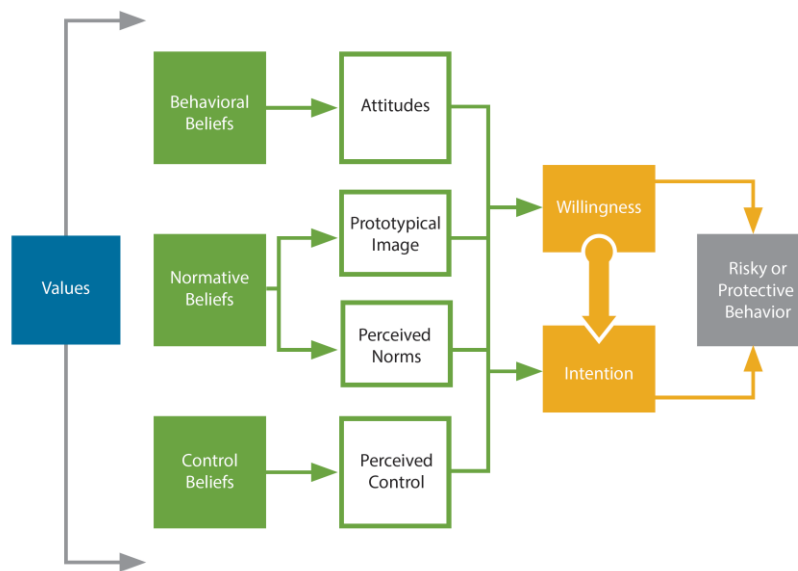 Behavioral
Beliefs
Attitudes
Prototypical
Image
Willingness
Values
Normative
Beliefs
Risky or
Protective
Behavior
Perceived
Norms
Intention
Control
Beliefs
Perceived
Control